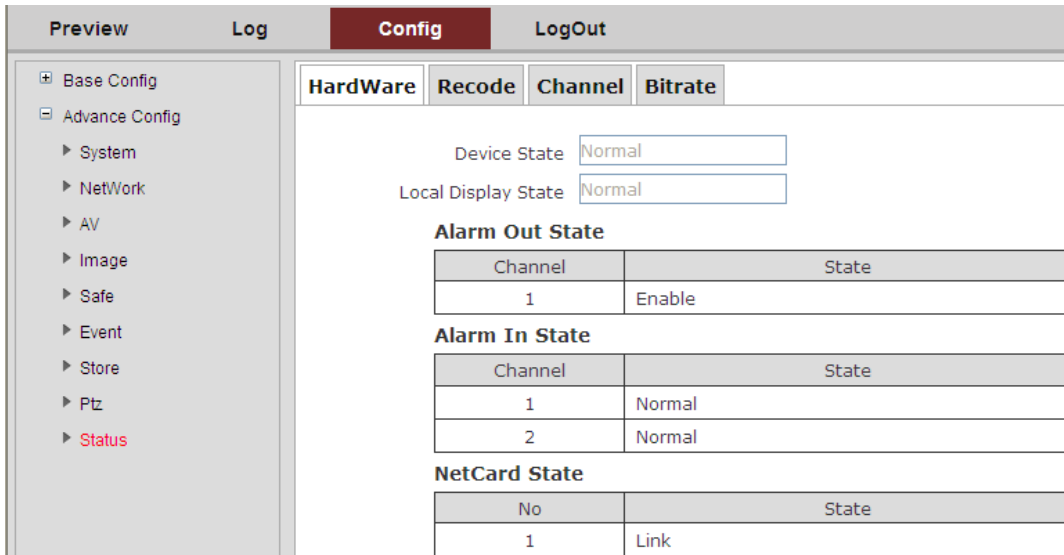 Preview Log Config LogOut
Base Config
Advance Config
System
NetWork
AV
Image
Safe
Event
Store
Ptz
Status
HardWare Recode Channel Bitrate
Device State Normal
Local Display State Normal
Alarm Out State
Channel State
1 Enable
Alarm In State
Channel State
1 Normal
2 Normal
NetCard State
No State
1 Link